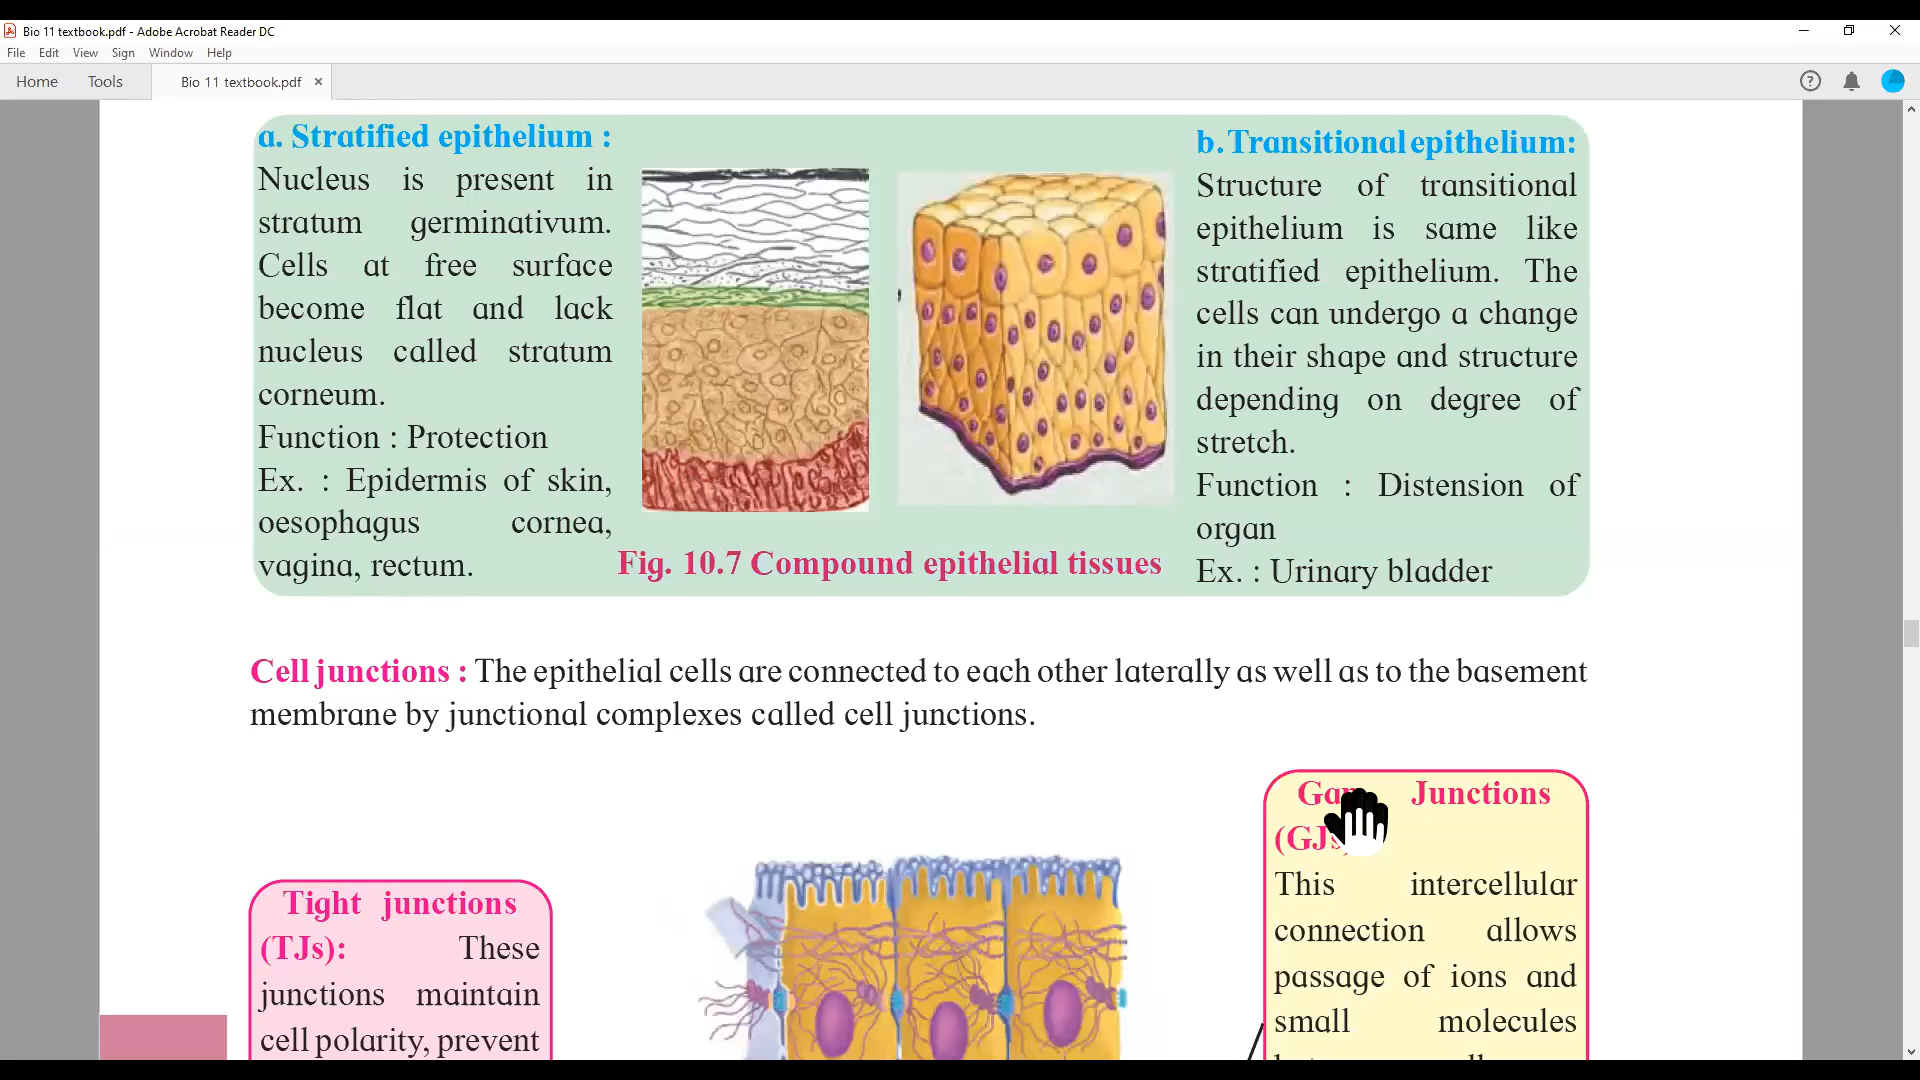 Bio 11 textbook.pdf - Adobe Acrobat Reader DC
File Edit View Sign Window Help
Home Tools Bio 11 textbook.pdf ×
a. Stratified epithelium :
Nucleus is present in
stratum germinativum.
Cells at free surface
become flat and lack
nucleus called stratum
corneum.
Function : Protection
Ex. : Epidermis of skin,
oesophagus cornea,
vagina, rectum.
Fig. 10.7 Compound epithelial tissues
b. Transitional epithelium:
Structure of transitional
epithelium is same like
stratified epithelium. The
cells can undergo a change
in their shape and structure
depending on degree of
stretch.
Function : Distension of
organ
Ex. : Urinary bladder
Cell junctions : The epithelial cells are connected to each other laterally as well as to the basement
membrane by junctional complexes called cell junctions.
Tight junctions
(TJs): These
junctions maintain
cell polarity, prevent
Gap Junctions
(GJs)
This intercellular
connection allows
passage of ions and
small molecules